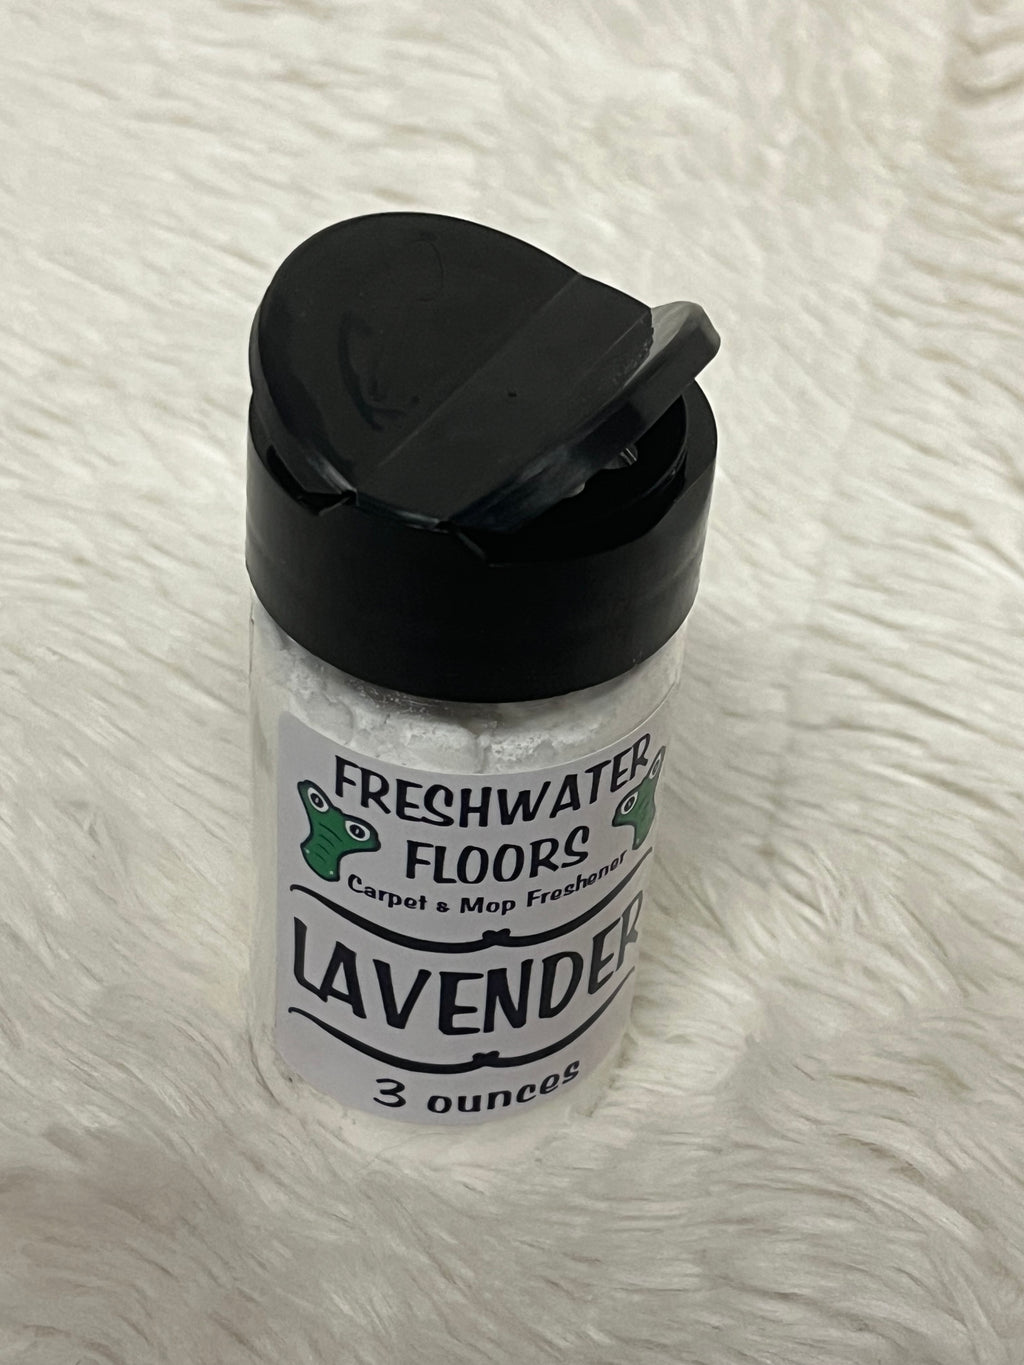 FRESHWATER
FLOORS
Carpet & Mop Freshener
LAVENDER
3 ounces